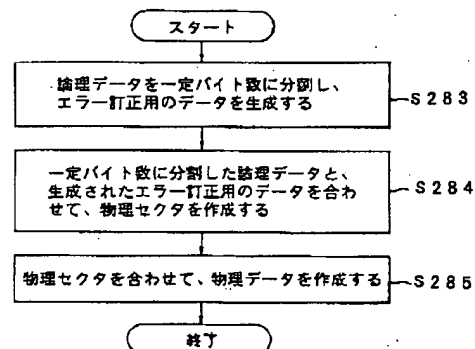 スタート
論理データを一定バイト数に分割し、
エラー訂正用のデータを生成する
S283
一定バイト数に分割した論理データと、
生成されたエラー訂正用のデータを合わ
せて、物理セクタを作成する
S284
物理セクタを合わせて、物理データを作成する
S285
終了